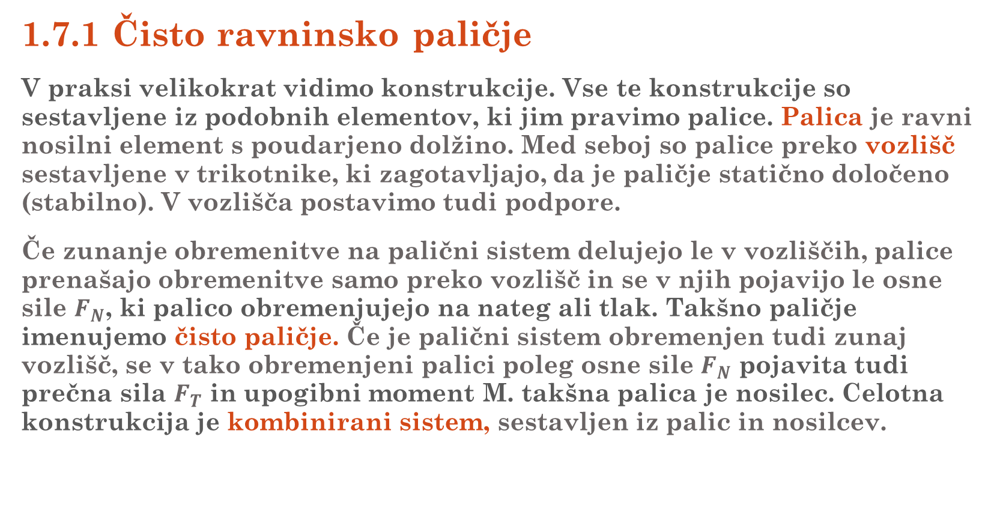 1.7.1 Čisto ravninsko paličje
V praksi velikokrat vidimo konstrukcije. Vse te konstrukcije so
sestavljene iz podobnih elementov, ki jim pravimo palice. Palica je ravni
nosilni element s poudarjeno dolžino. Med seboj so palice preko vozlišč
sestavljene v trikotnike, ki zagotavljajo, da je paličje statično določeno
(stabilno). V vozlišča postavimo tudi podpore.
Če zunanje obremenitve na palični sistem delujejo le v vozliščih, palice
prenašajo obremenitve samo preko vozlišč in se v njih pojavijo le osne
sile F_N, ki palico obremenjujejo na nateg ali tlak. Takšno paličje
imenujemo čisto paličje. Če je palični sistem obremenjen tudi zunaj
vozlišč, se v tako obremenjeni palici poleg osne sile F_N pojavita tudi
prečna sila F_T in upogibni moment M. takšna palica je nosilec. Celotna
konstrukcija je kombinirani sistem, sestavljen iz palic in nosilcev.